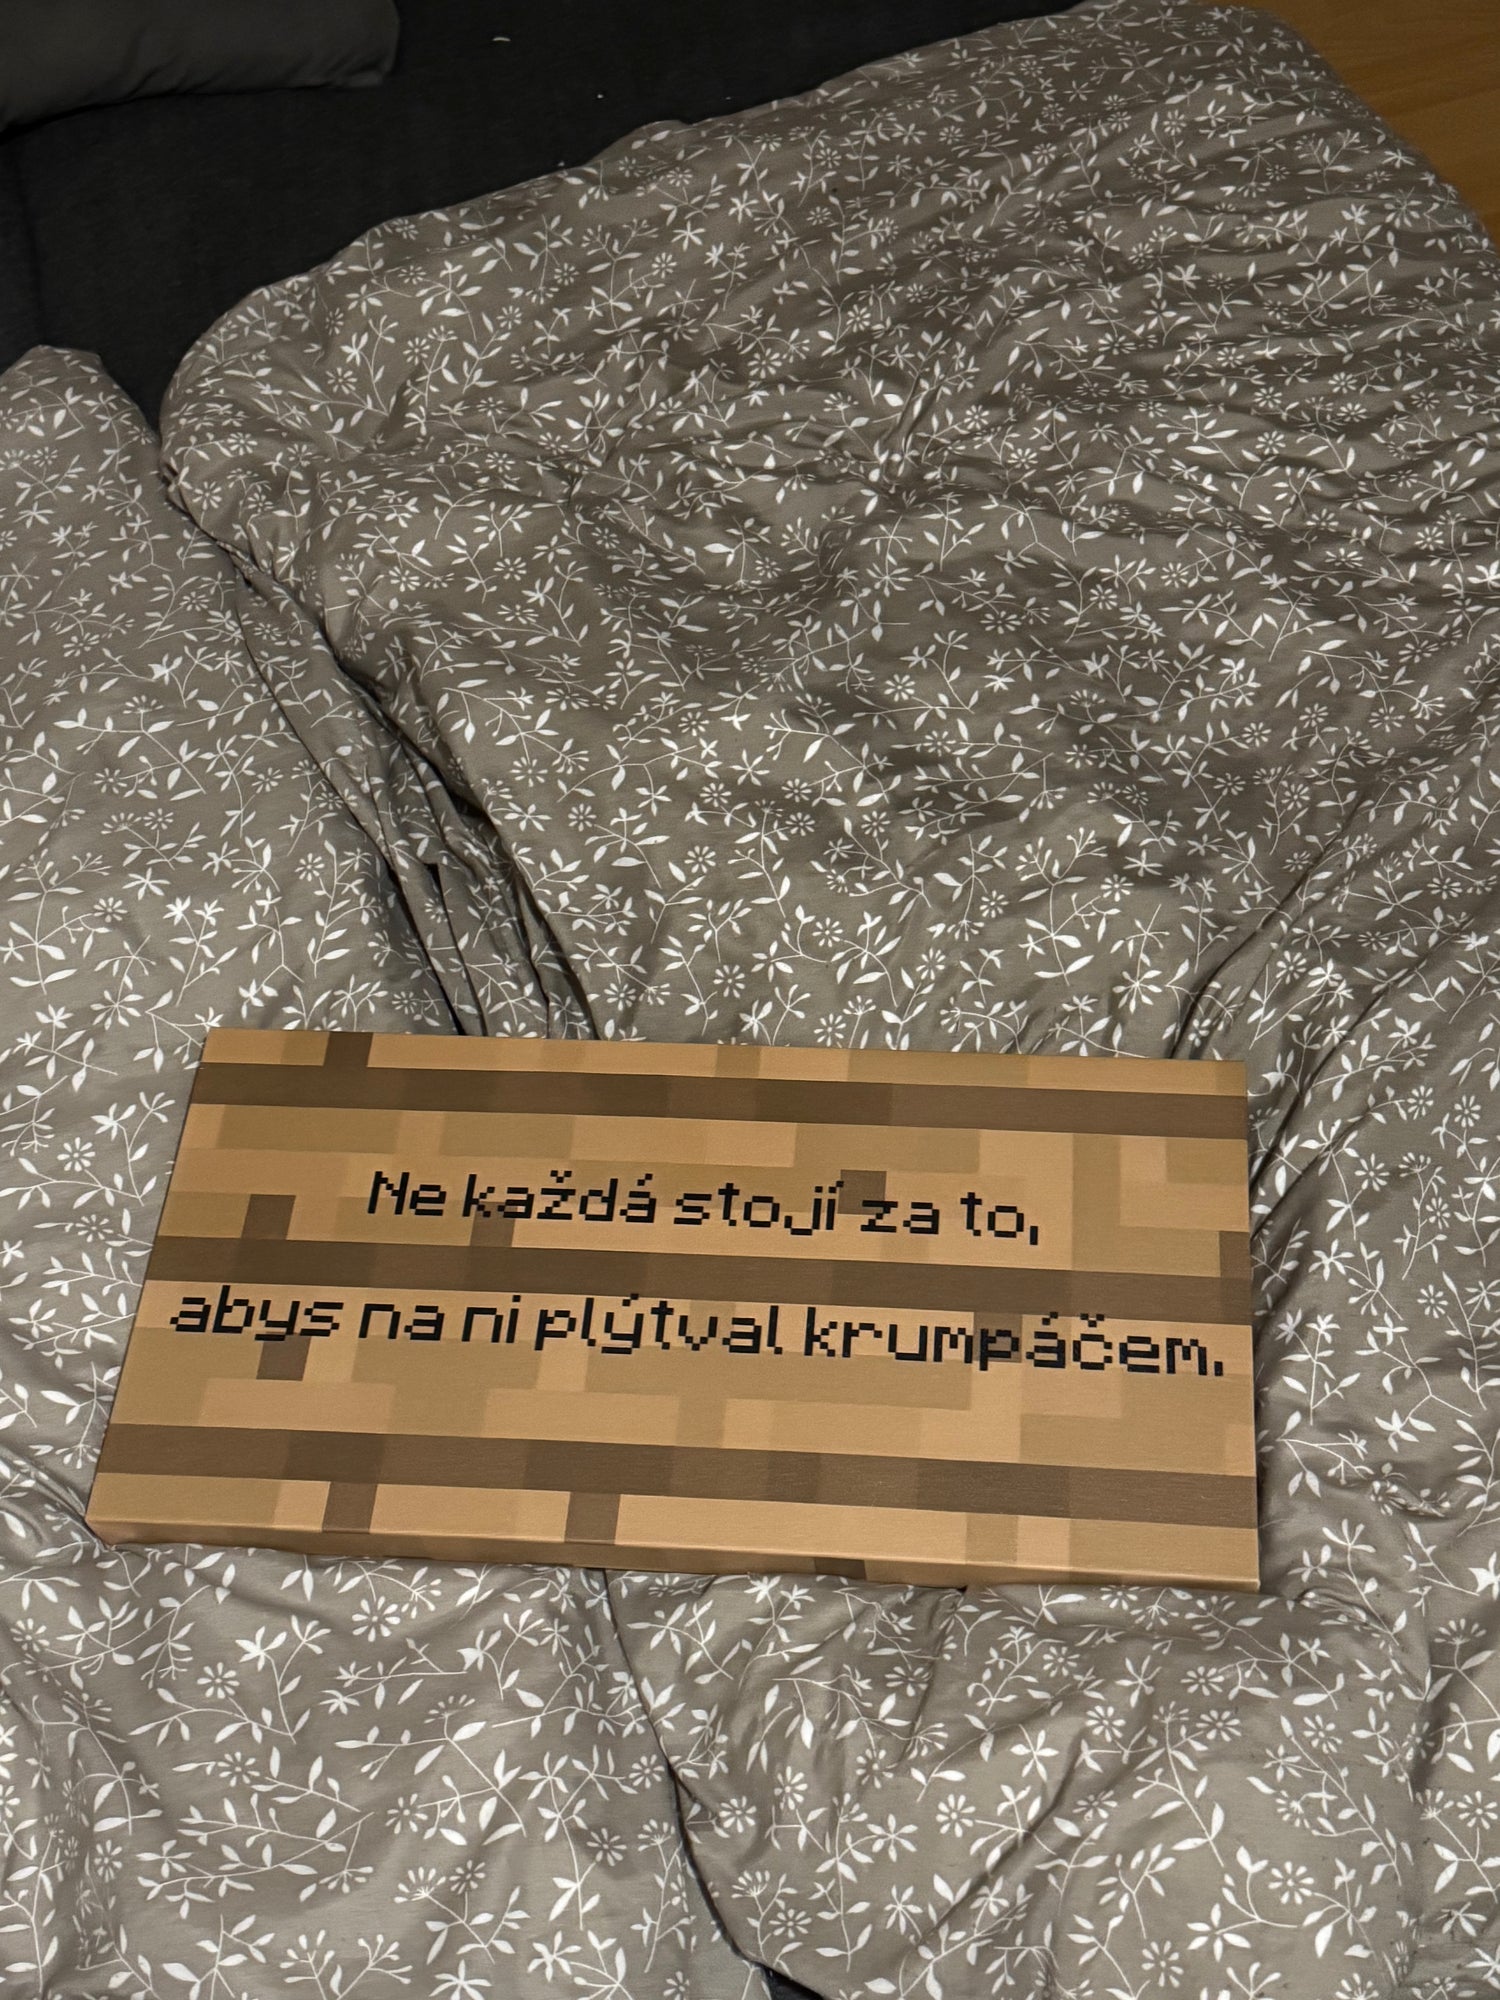 Ne každá stojí za to,
abys na ni plýtval krumpáčem.